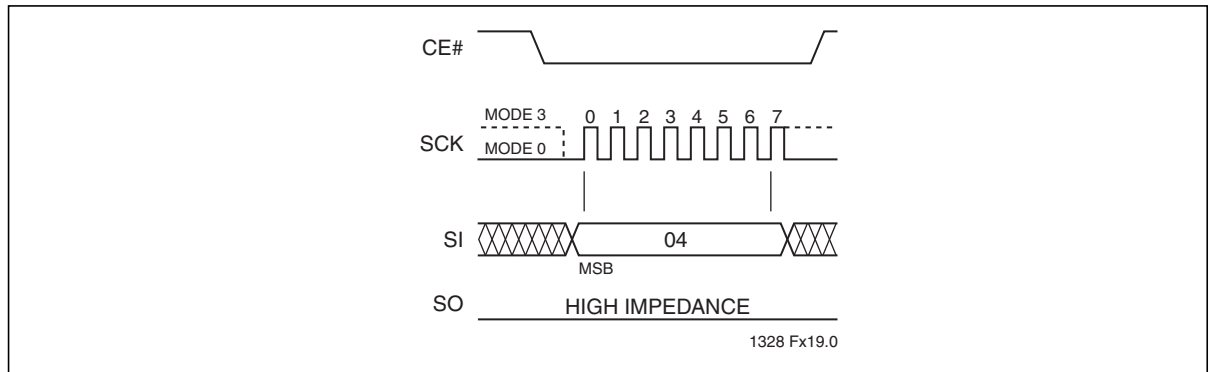 CE#
MODE 3
0 1 2 3 4 5 6 7
SCK
MODE 0
SI
04
MSB
SO
HIGH IMPEDANCE
1328 Fx19.0